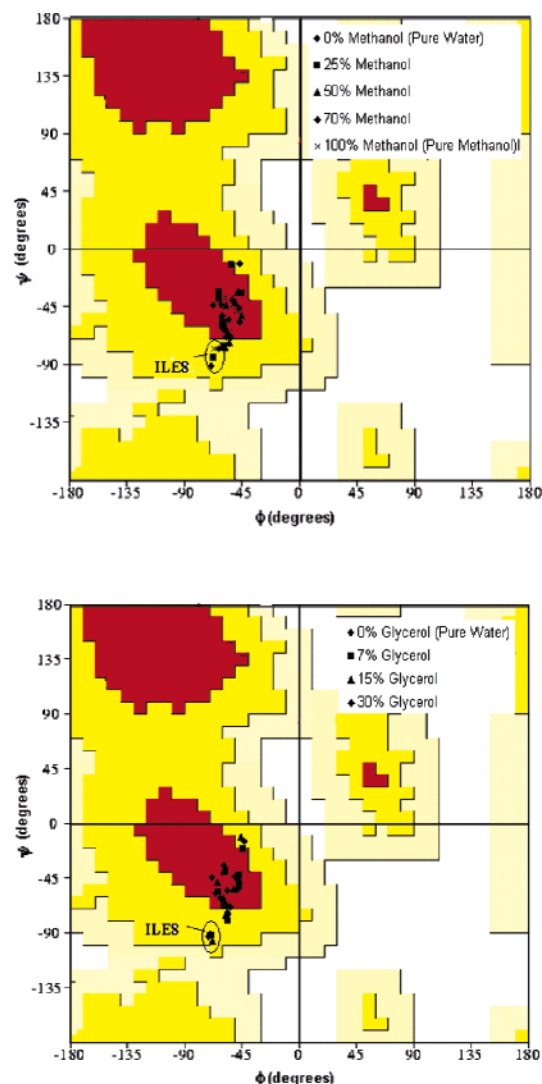 180
135
90
45
0
-45
-90
-135
-180
ψ (degrees)
◆ 0% Methanol (Pure Water)
■ 25% Methanol
▲ 50% Methanol
◆ 70% Methanol
× 100% Methanol (Pure Methanol)l
ILE8
-180 -135 -90 -45 0 45 90 135 180
ϕ (degrees)
180
135
90
45
0
-45
-90
-135
ψ (degrees)
◆ 0% Glycerol (Pure Water)
■ 7% Glycerol
▲ 15% Glycerol
◆ 30% Glycerol
ILE8
-180 -135 -90 -45 0 45 90 135 180
ϕ (degrees)